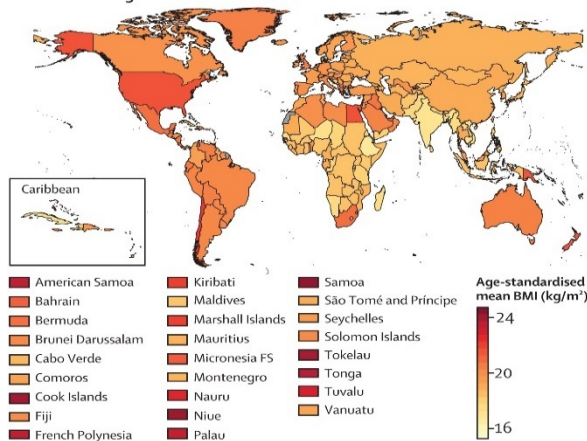 Caribbean
American Samoa
Bahrain
Bermuda
Brunei Darussalam
Cabo Verde
Comoros
Cook Islands
Fiji
French Polynesia
Kiribati
Maldives
Marshall Islands
Mauritius
Micronesia FS
Montenegro
Nauru
Niue
Palau
Samoa
São Tomé and Príncipe
Seychelles
Solomon Islands
Tokelau
Tonga
Tuvalu
Vanuatu
Age-standardised
mean BMI (kg/m²)
24
20
16